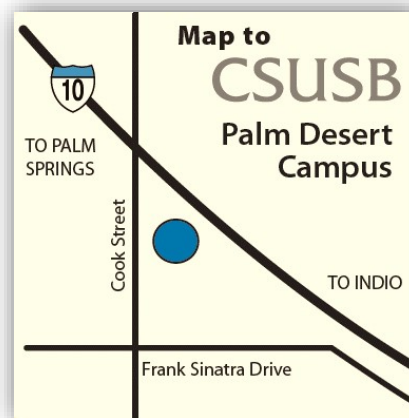 Map to
CSUSB
Palm Desert
Campus
10
TO PALM
SPRINGS
Cook Street
TO INDIO
Frank Sinatra Drive